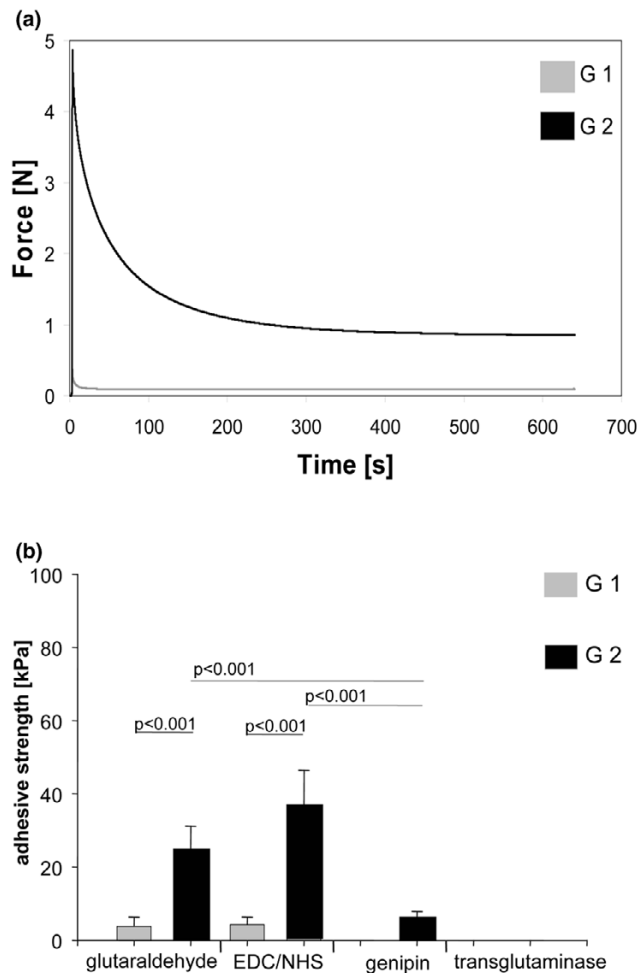 (a)
5
4
3
2
1
0
Force [N]
G 1
G 2
0 100 200 300 400 500 600 700
Time [s]
(b)
100
80
60
40
20
0
adhesive strength [kPa]
G 1
G 2
p<0.001
p<0.001
p<0.001 p<0.001
glutaraldehyde EDC/NHS genipin transglutaminase